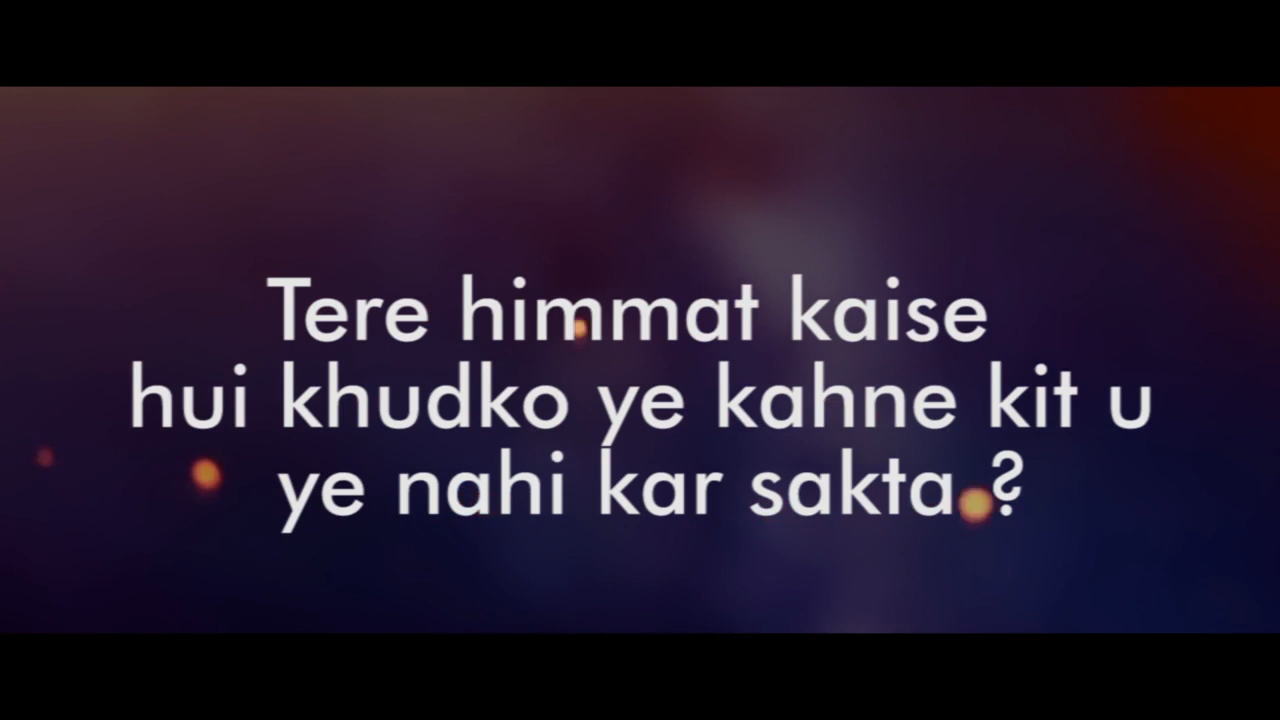 Tere himmat kaise
hui khudko ye kahne kit u
ye nahi kar sakta ?